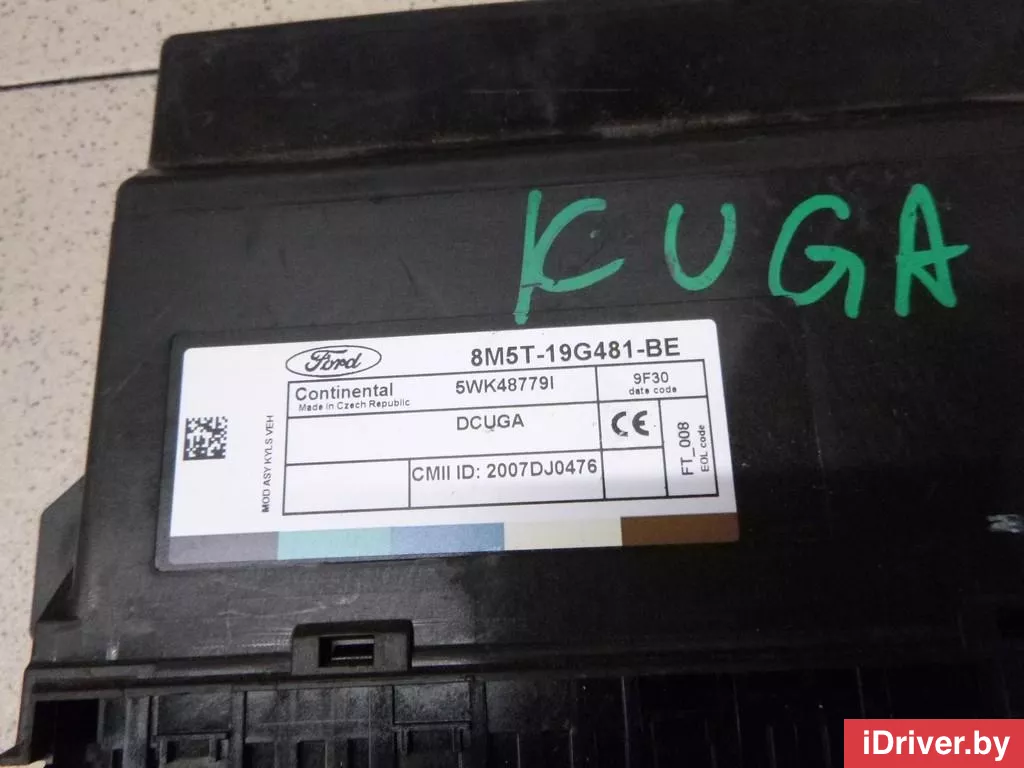 KUGA
Ford 8M5T-19G481-BE
Continental 5WK48779I 9F30
Made in Czech Republic date code
DCUGA CE
MOD ASY KYLS VEH
FT_008
EOL code
CMII ID: 2007DJ0476
iDriver.by